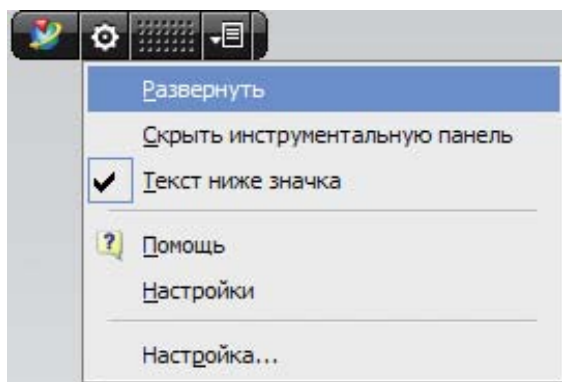 Развернуть
Скрыть инструментальную панель
Текст ниже значка
Помощь
Настройки
Настройка...